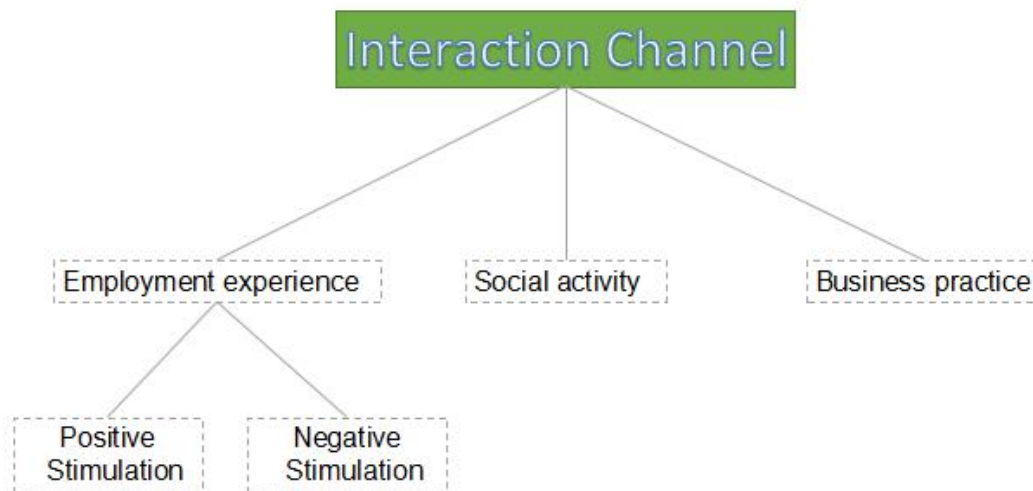 Interaction Channel
Employment experience
Social activity
Business practice
Positive
Stimulation
Negative
Stimulation